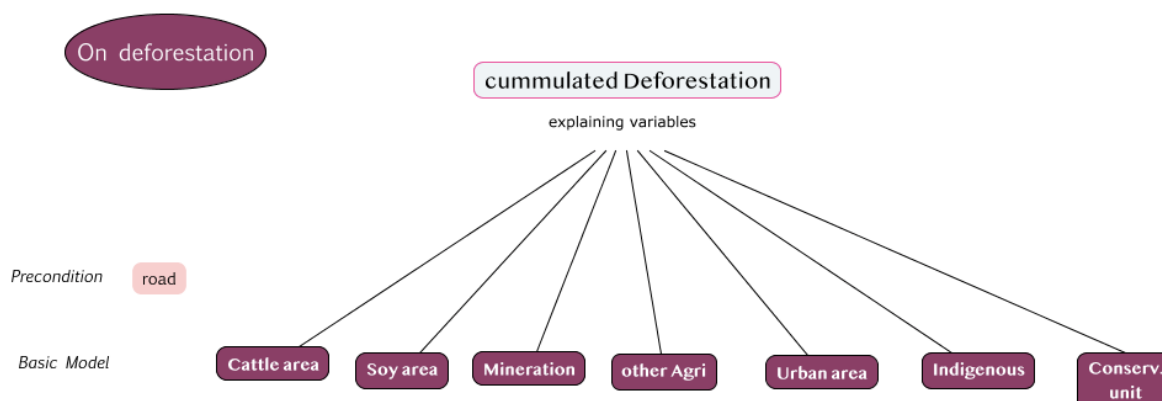 On deforestation
cummulated Deforestation
explaining variables
Precondition
road
Basic Model
Cattle area
Soy area
Mineration
other Agri
Urban area
Indigenous
Conserv.
unit